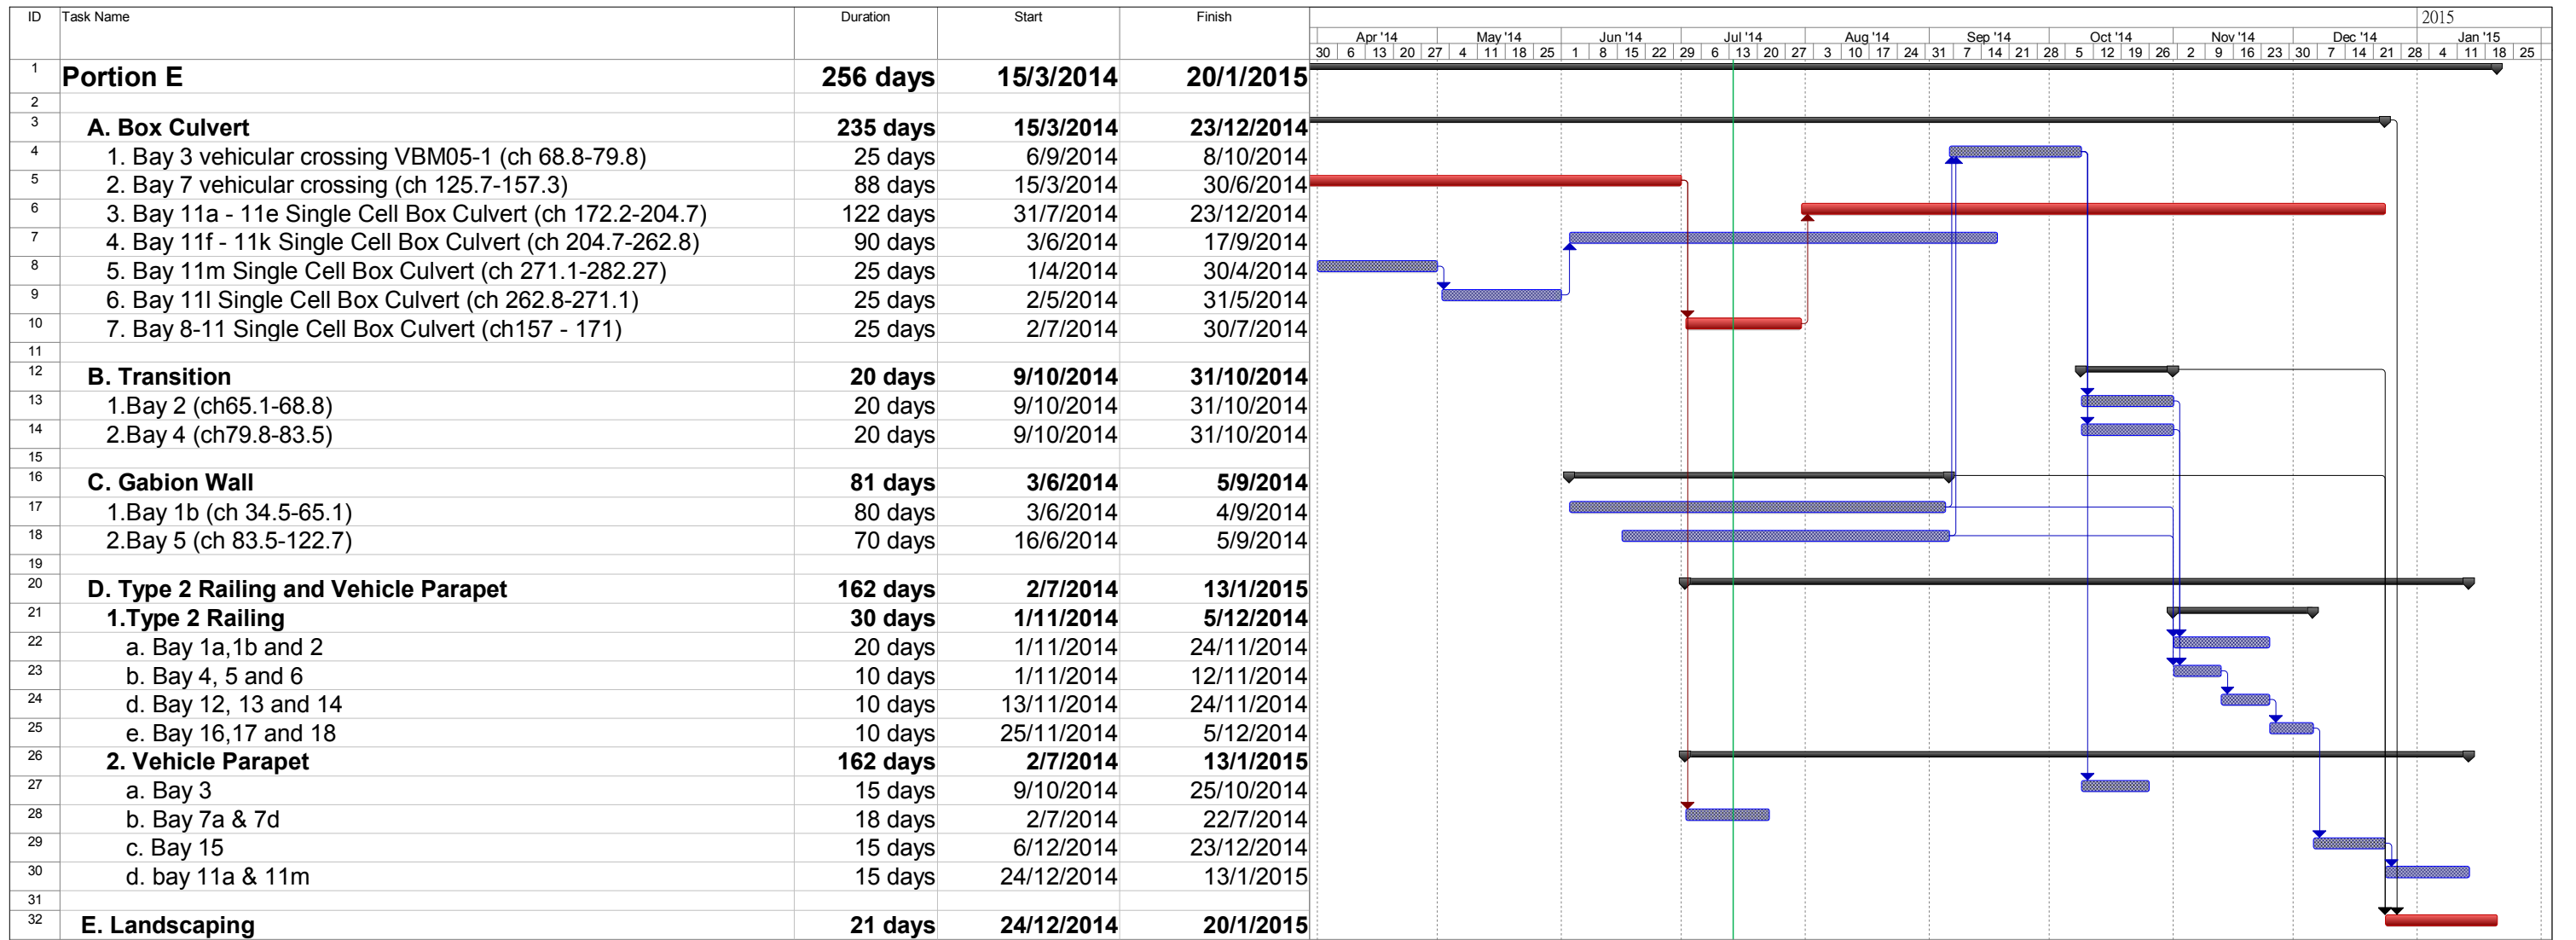 ID Task Name Duration Start Finish 2015
Apr '14 May '14 Jun '14 Jul '14 Aug '14 Sep '14 Oct '14 Nov '14 Dec '14 Jan '15
30 6 13 20 27 4 11 18 25 1 8 15 22 29 6 13 20 27 3 10 17 24 31 7 14 21 28 5 12 19 26 2 9 16 23 30 7 14 21 28 4 11 18 25
1 Portion E 256 days 15/3/2014 20/1/2015
2
3 A. Box Culvert 235 days 15/3/2014 23/12/2014
4 1. Bay 3 vehicular crossing VBM05-1 (ch 68.8-79.8) 25 days 6/9/2014 8/10/2014
5 2. Bay 7 vehicular crossing (ch 125.7-157.3) 88 days 15/3/2014 30/6/2014
6 3. Bay 11a - 11e Single Cell Box Culvert (ch 172.2-204.7) 122 days 31/7/2014 23/12/2014
7 4. Bay 11f - 11k Single Cell Box Culvert (ch 204.7-262.8) 90 days 3/6/2014 17/9/2014
8 5. Bay 11m Single Cell Box Culvert (ch 271.1-282.27) 25 days 1/4/2014 30/4/2014
9 6. Bay 11l Single Cell Box Culvert (ch 262.8-271.1) 25 days 2/5/2014 31/5/2014
10 7. Bay 8-11 Single Cell Box Culvert (ch157 - 171) 25 days 2/7/2014 30/7/2014
11
12 B. Transition 20 days 9/10/2014 31/10/2014
13 1.Bay 2 (ch65.1-68.8) 20 days 9/10/2014 31/10/2014
14 2.Bay 4 (ch79.8-83.5) 20 days 9/10/2014 31/10/2014
15
16 C. Gabion Wall 81 days 3/6/2014 5/9/2014
17 1.Bay 1b (ch 34.5-65.1) 80 days 3/6/2014 4/9/2014
18 2.Bay 5 (ch 83.5-122.7) 70 days 16/6/2014 5/9/2014
19
20 D. Type 2 Railing and Vehicle Parapet 162 days 2/7/2014 13/1/2015
21 1.Type 2 Railing 30 days 1/11/2014 5/12/2014
22 a. Bay 1a,1b and 2 20 days 1/11/2014 24/11/2014
23 b. Bay 4, 5 and 6 10 days 1/11/2014 12/11/2014
24 d. Bay 12, 13 and 14 10 days 13/11/2014 24/11/2014
25 e. Bay 16,17 and 18 10 days 25/11/2014 5/12/2014
26 2. Vehicle Parapet 162 days 2/7/2014 13/1/2015
27 a. Bay 3 15 days 9/10/2014 25/10/2014
28 b. Bay 7a & 7d 18 days 2/7/2014 22/7/2014
29 c. Bay 15 15 days 6/12/2014 23/12/2014
30 d. bay 11a & 11m 15 days 24/12/2014 13/1/2015
31
32 E. Landscaping 21 days 24/12/2014 20/1/2015